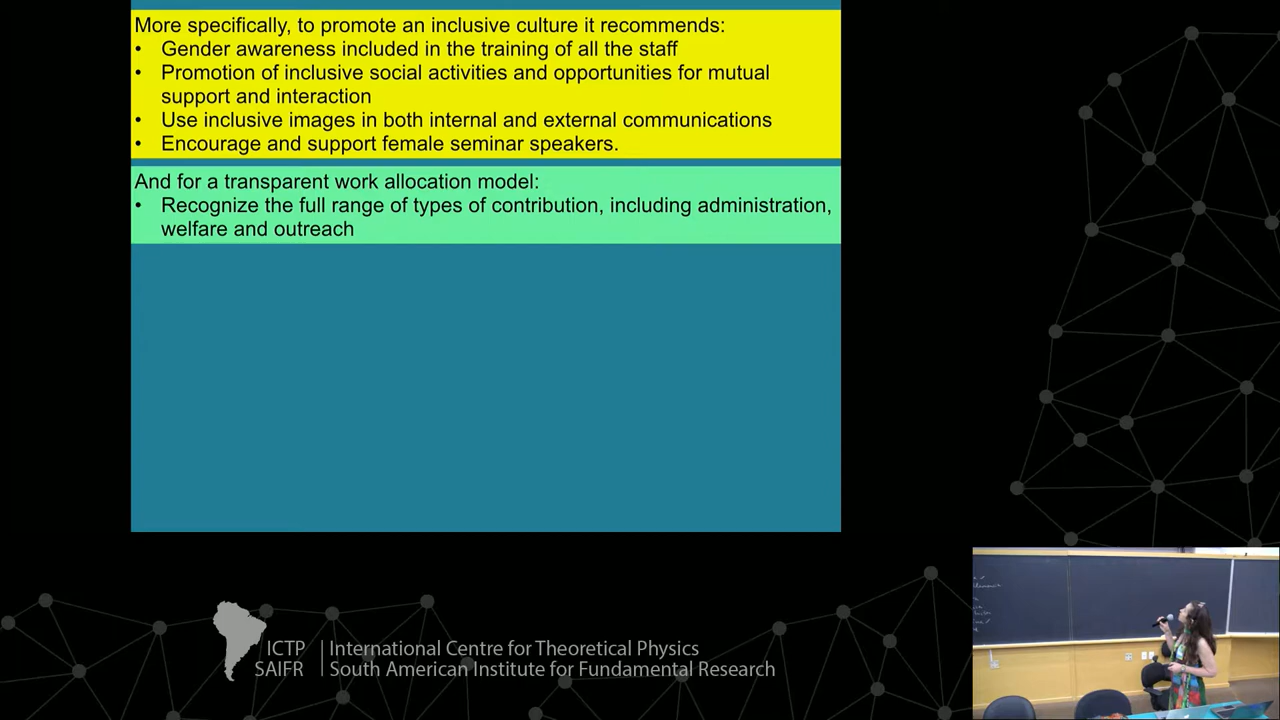 More specifically, to promote an inclusive culture it recommends:
• Gender awareness included in the training of all the staff
• Promotion of inclusive social activities and opportunities for mutual
support and interaction
• Use inclusive images in both internal and external communications
• Encourage and support female seminar speakers.
And for a transparent work allocation model:
• Recognize the full range of types of contribution, including administration,
welfare and outreach
ICTP
SAIFR
International Centre for Theoretical Physics
South American Institute for Fundamental Research